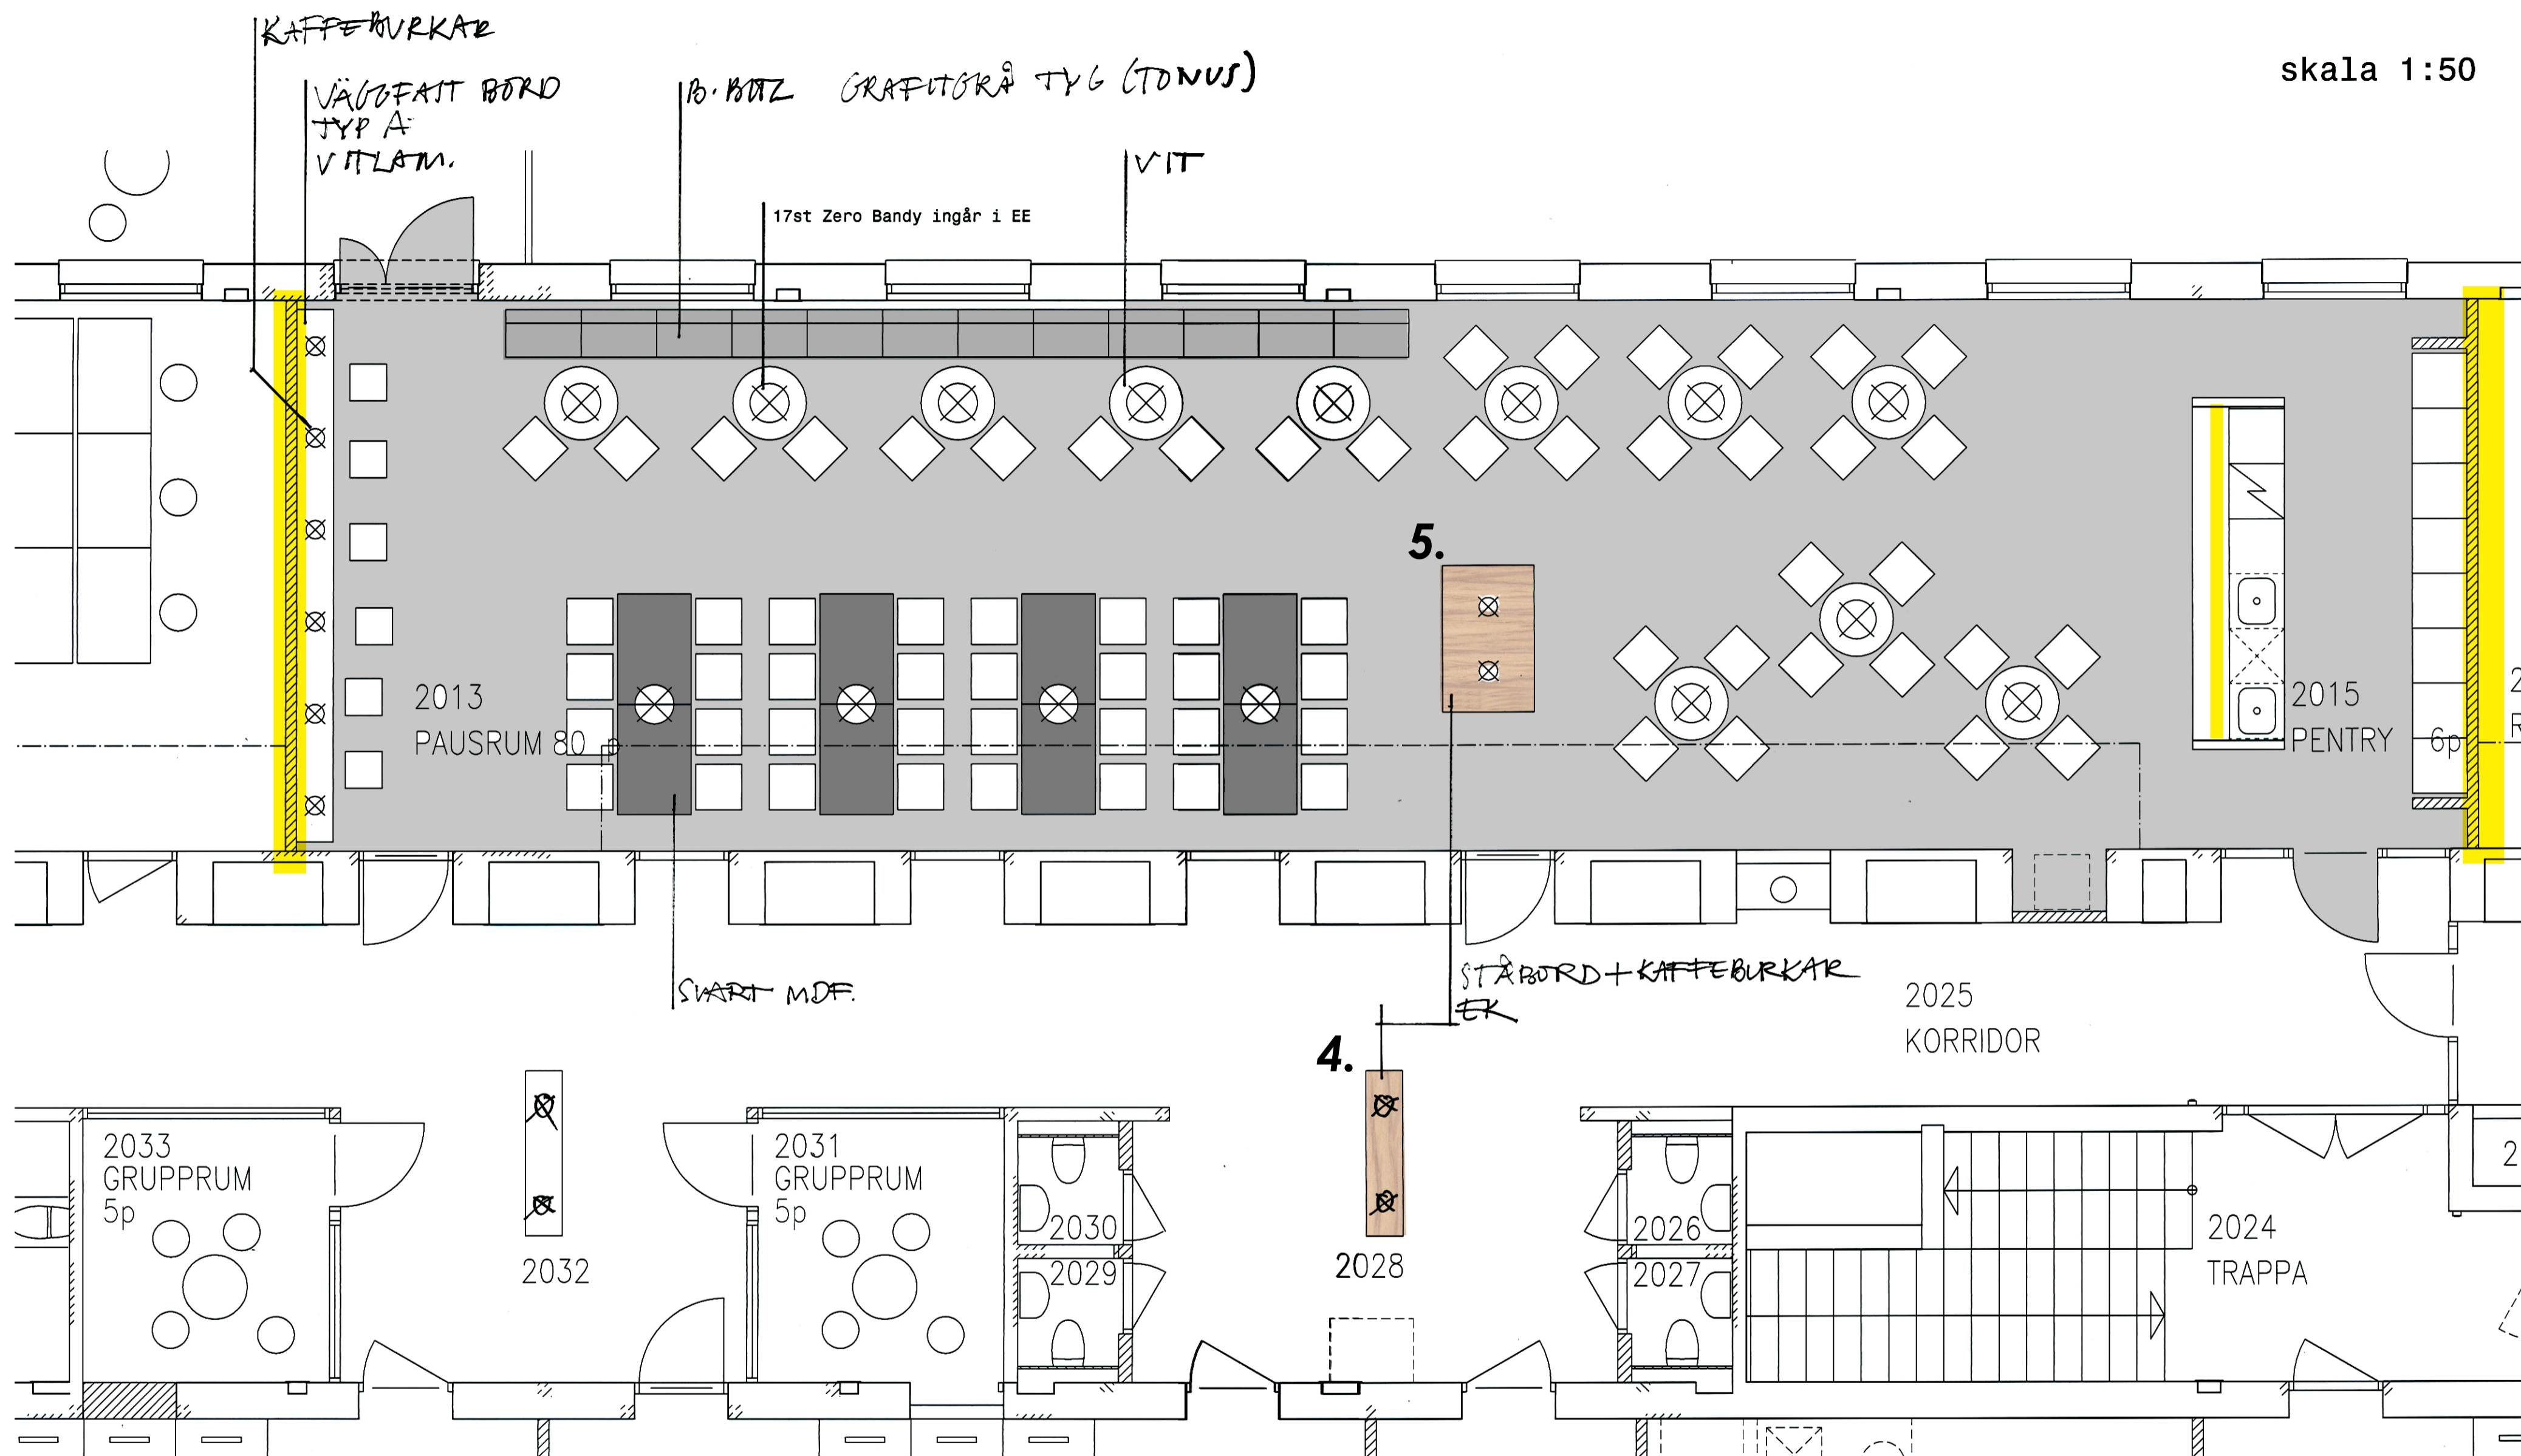 KAFFEBURKAR
skala 1:50
VÄGGFAST BORD
TYP A
VITLAM.
GRAFITGRÅ TYG (TONUS)
VIT
17st Zero Bandy ingår i EE
5.
2013
PAUSRUM 80 p
2015
PENTRY 6p
2
R
SVART MDF.
STÅBORD + KAFFEBURKAR
EK
2025
KORRIDOR
4.
2033
GRUPPRUM
5p
2031
GRUPPRUM
5p
2030
2029
2032
2028
2026
2027
2024
TRAPPA
2